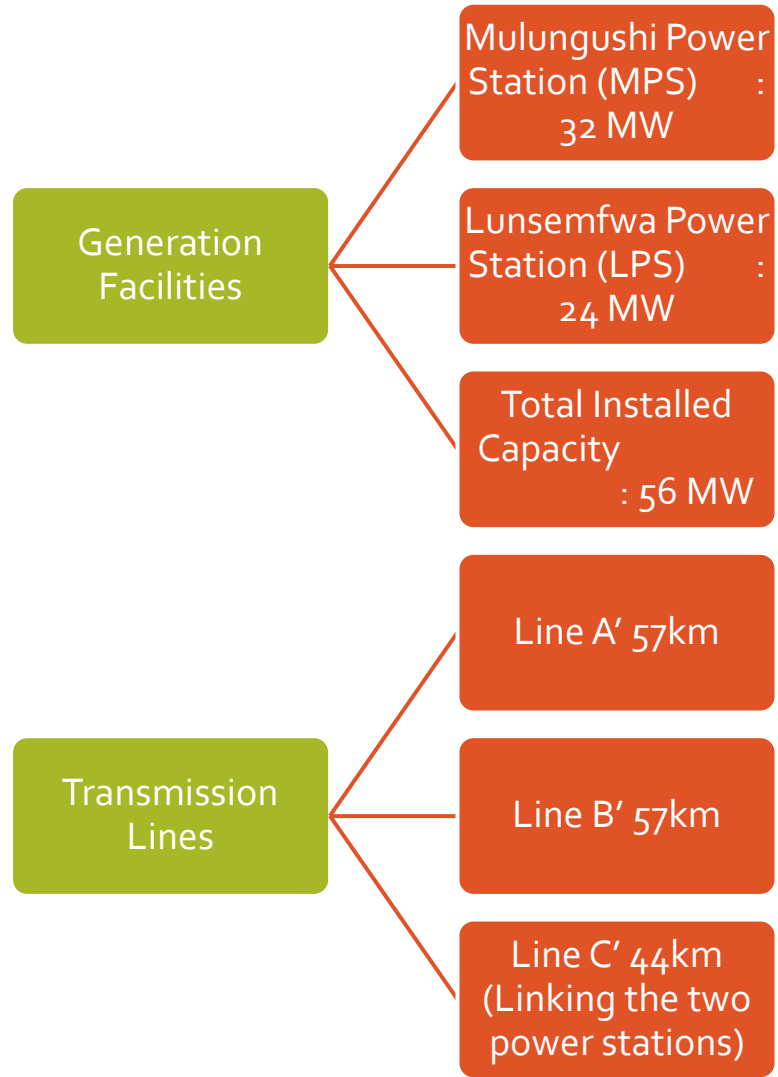 Generation
Facilities
Mulungushi Power
Station (MPS) :
32 MW
Lunsemfwa Power
Station (LPS) :
24 MW
Total Installed
Capacity
: 56 MW
Transmission
Lines
Line A’ 57km
Line B’ 57km
Line C’ 44km
(Linking the two
power stations)